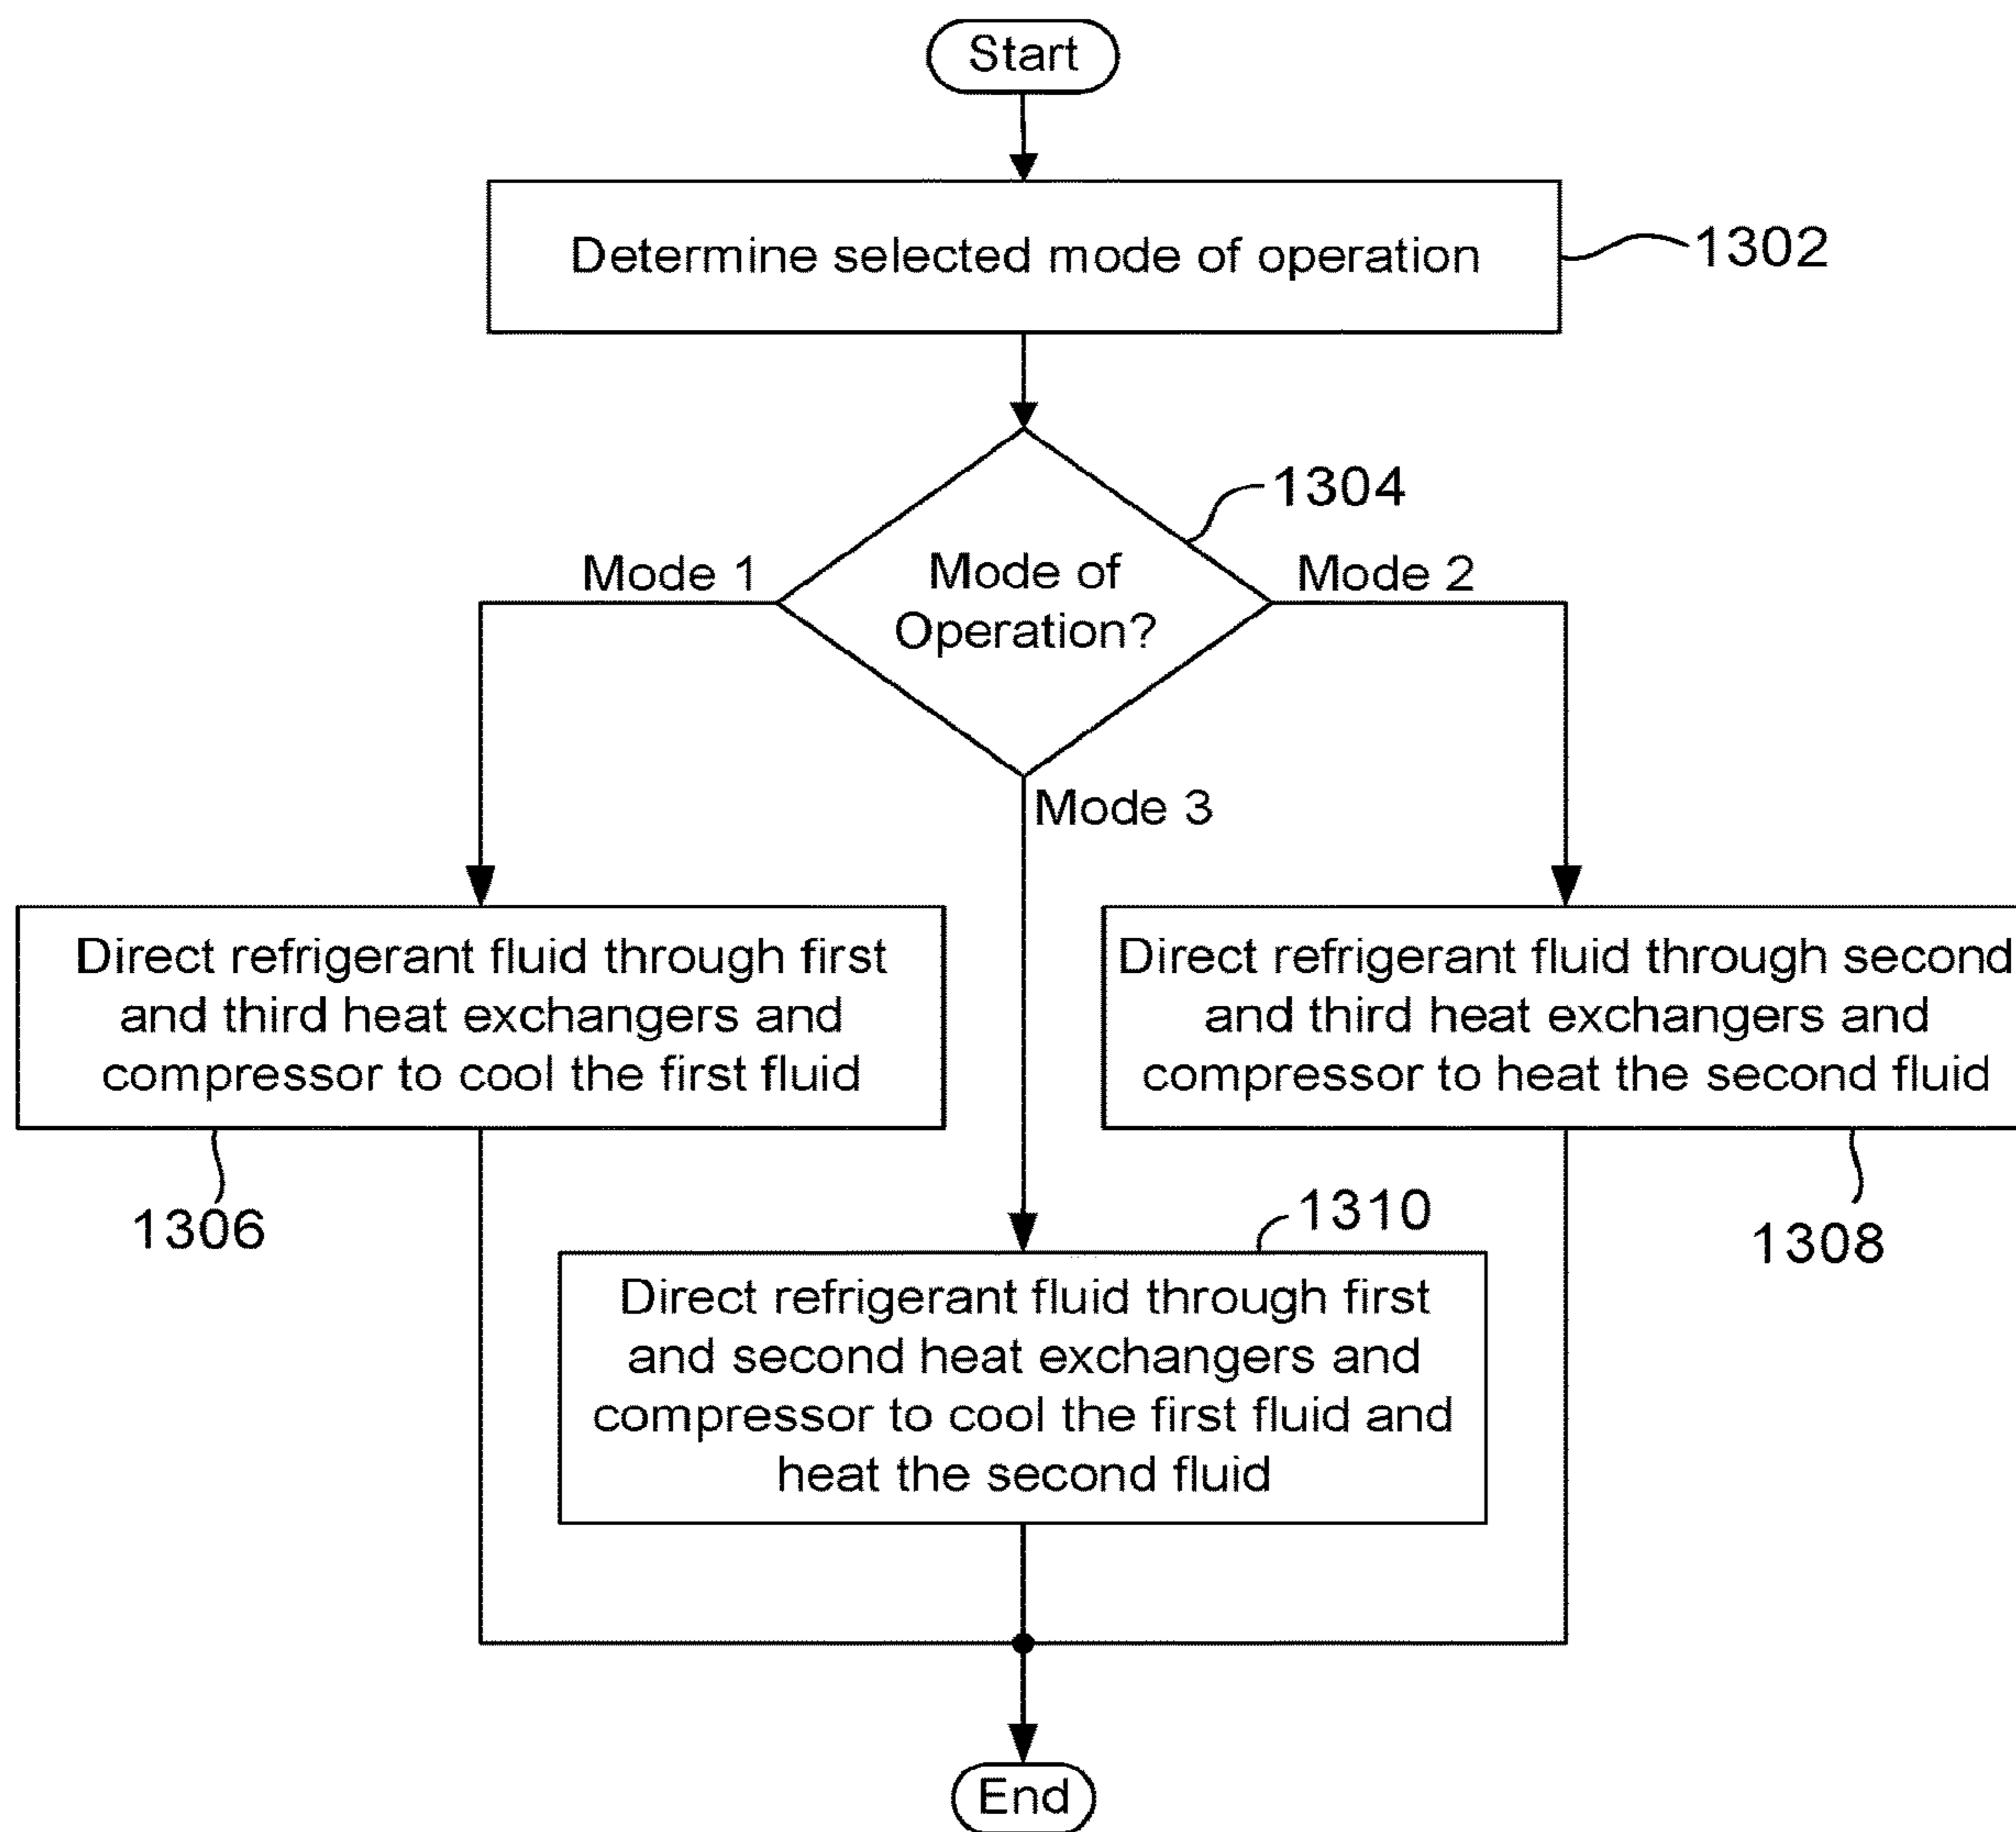 Start
Determine selected mode of operation
1302
1304
Mode of
Operation?
Mode 1
Mode 2
Mode 3
Direct refrigerant fluid through first
and third heat exchangers and
compressor to cool the first fluid
1306
Direct refrigerant fluid through second
and third heat exchangers and
compressor to heat the second fluid
1308
1310
Direct refrigerant fluid through first
and second heat exchangers and
compressor to cool the first fluid and
heat the second fluid
End